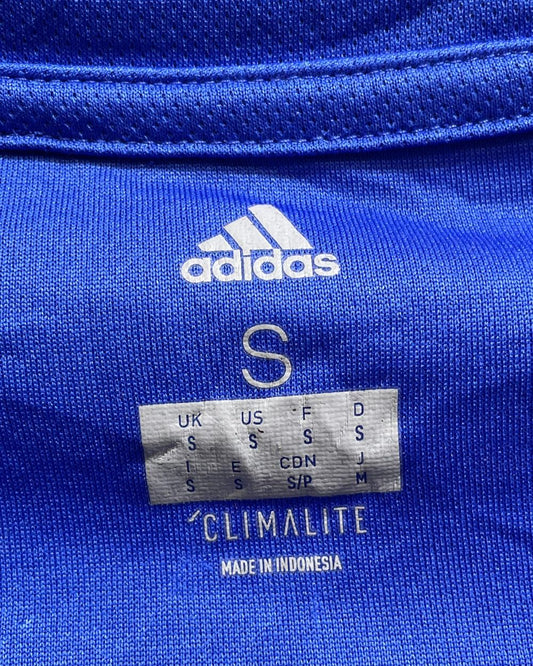 adidas
S
UK US F D
S S S S
I E CDN J
S S S/P M
CLIMALITE
MADE IN INDONESIA